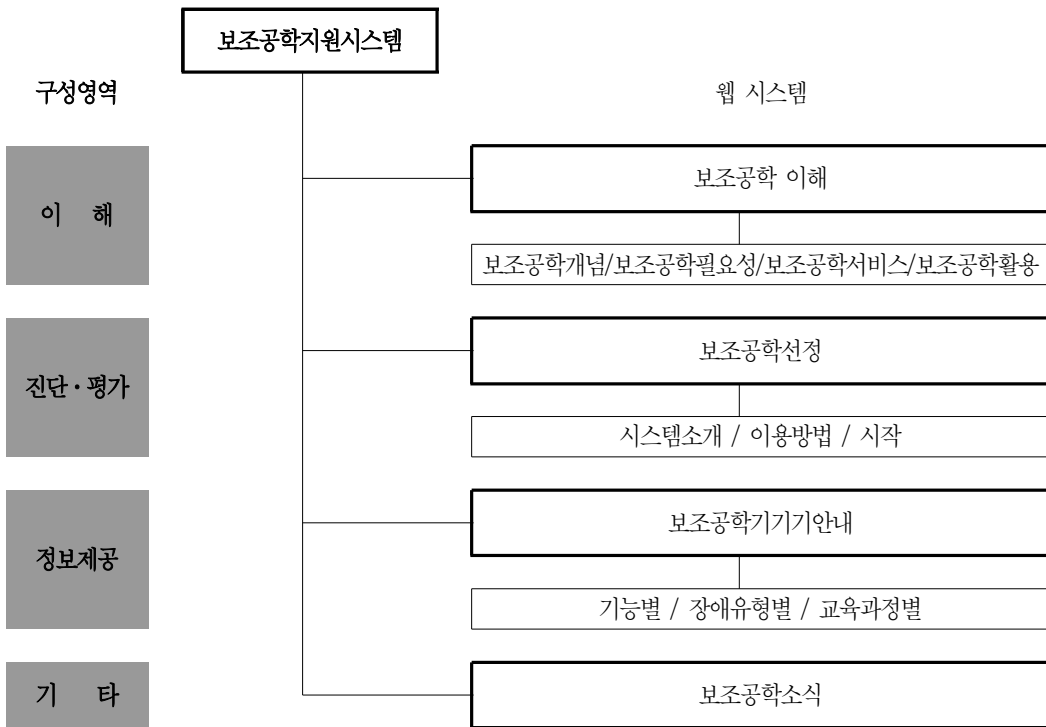 보조공학지원시스템
구성영역
웹 시스템
이 해
보조공학 이해
보조공학개념/보조공학필요성/보조공학서비스/보조공학활용
진단·평가
보조공학선정
시스템소개 / 이용방법 / 시작
정보제공
보조공학기기기안내
기능별 / 장애유형별 / 교육과정별
기 타
보조공학소식